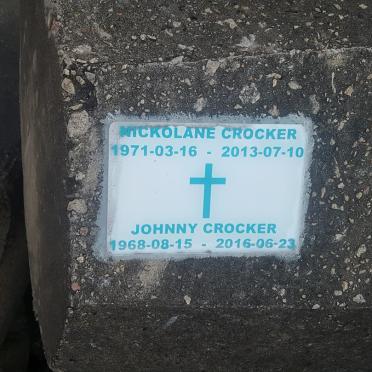 NICKOLANE CROCKER
1971-03-16 - 2013-07-10
JOHNNY CROCKER
1968-08-15 - 2016-06-23